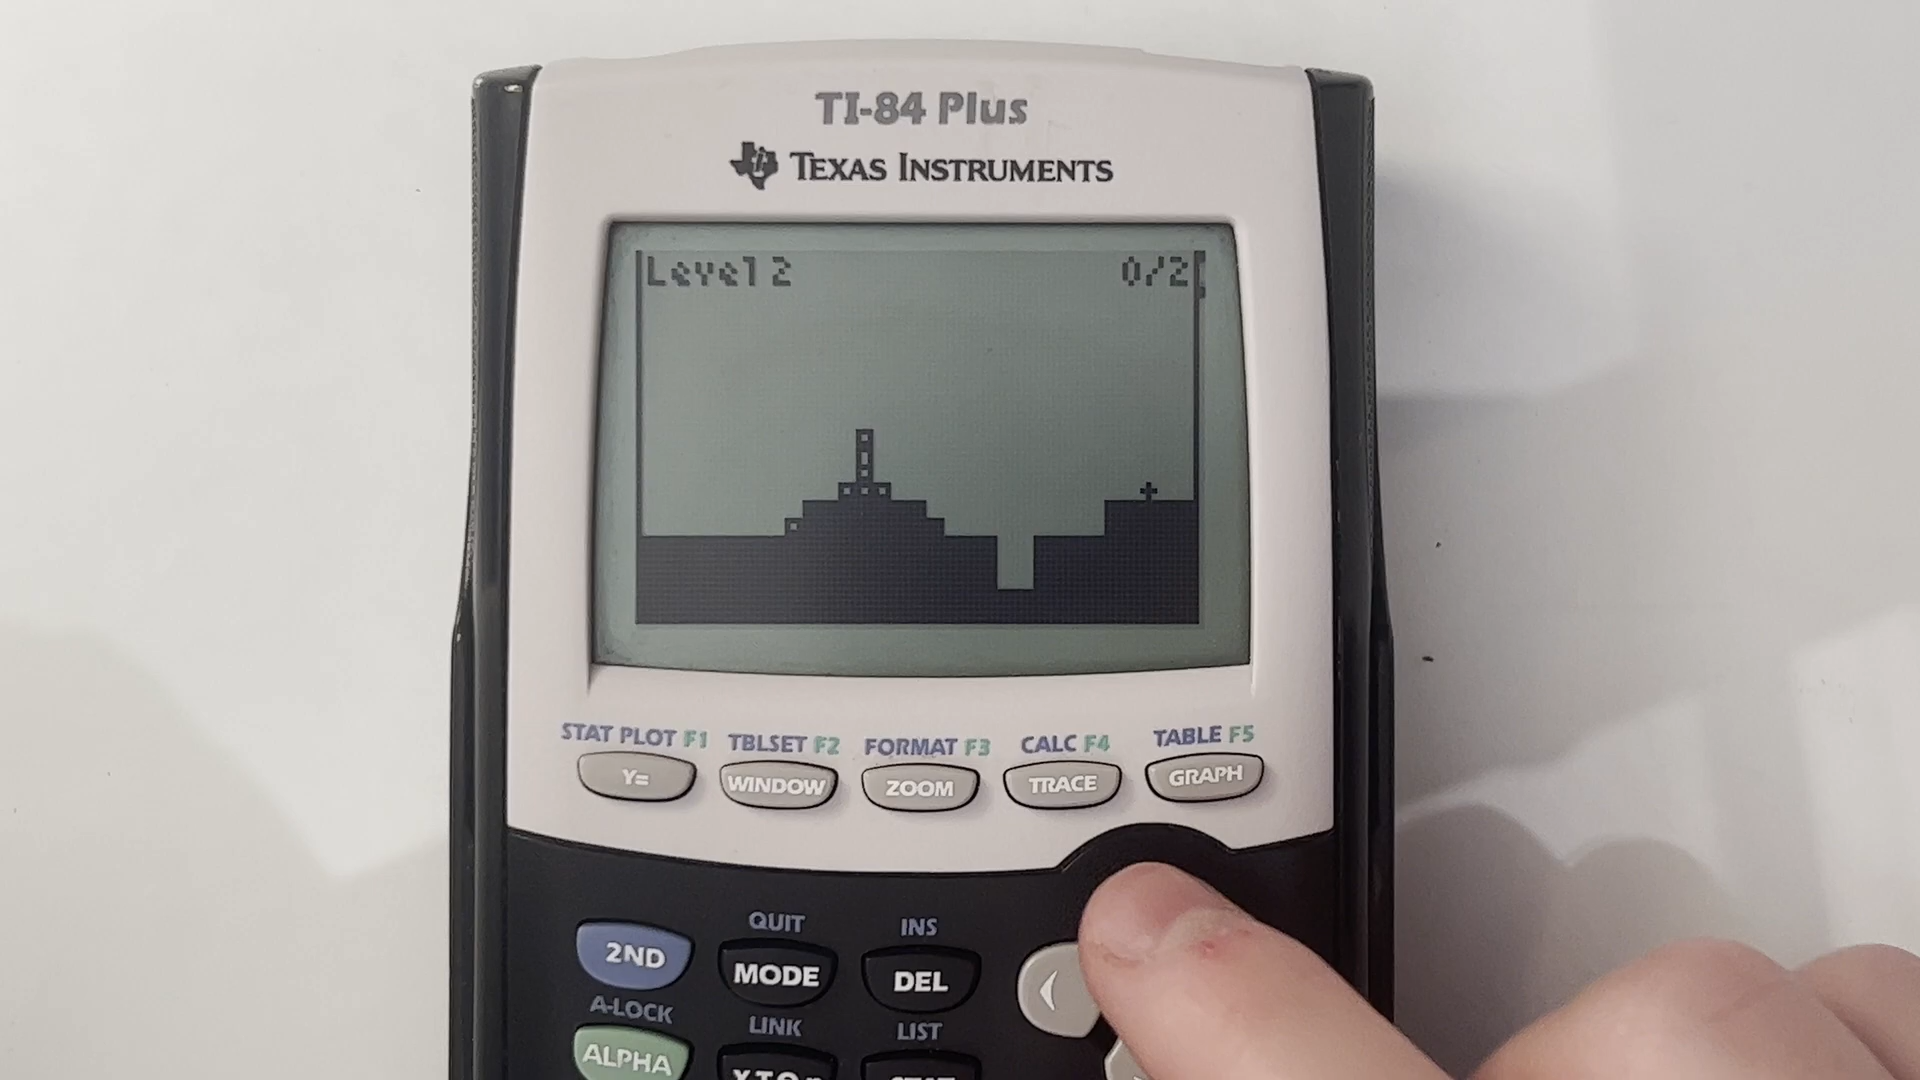 TI-84 Plus
TEXAS INSTRUMENTS
Level 2 0/2
STAT PLOT F1 TBLSET F2 FORMAT F3 CALC F4 TABLE F5
Y= WINDOW ZOOM TRACE GRAPH
QUIT INS
2ND MODE DEL
A-LOCK LINK LIST
ALPHA